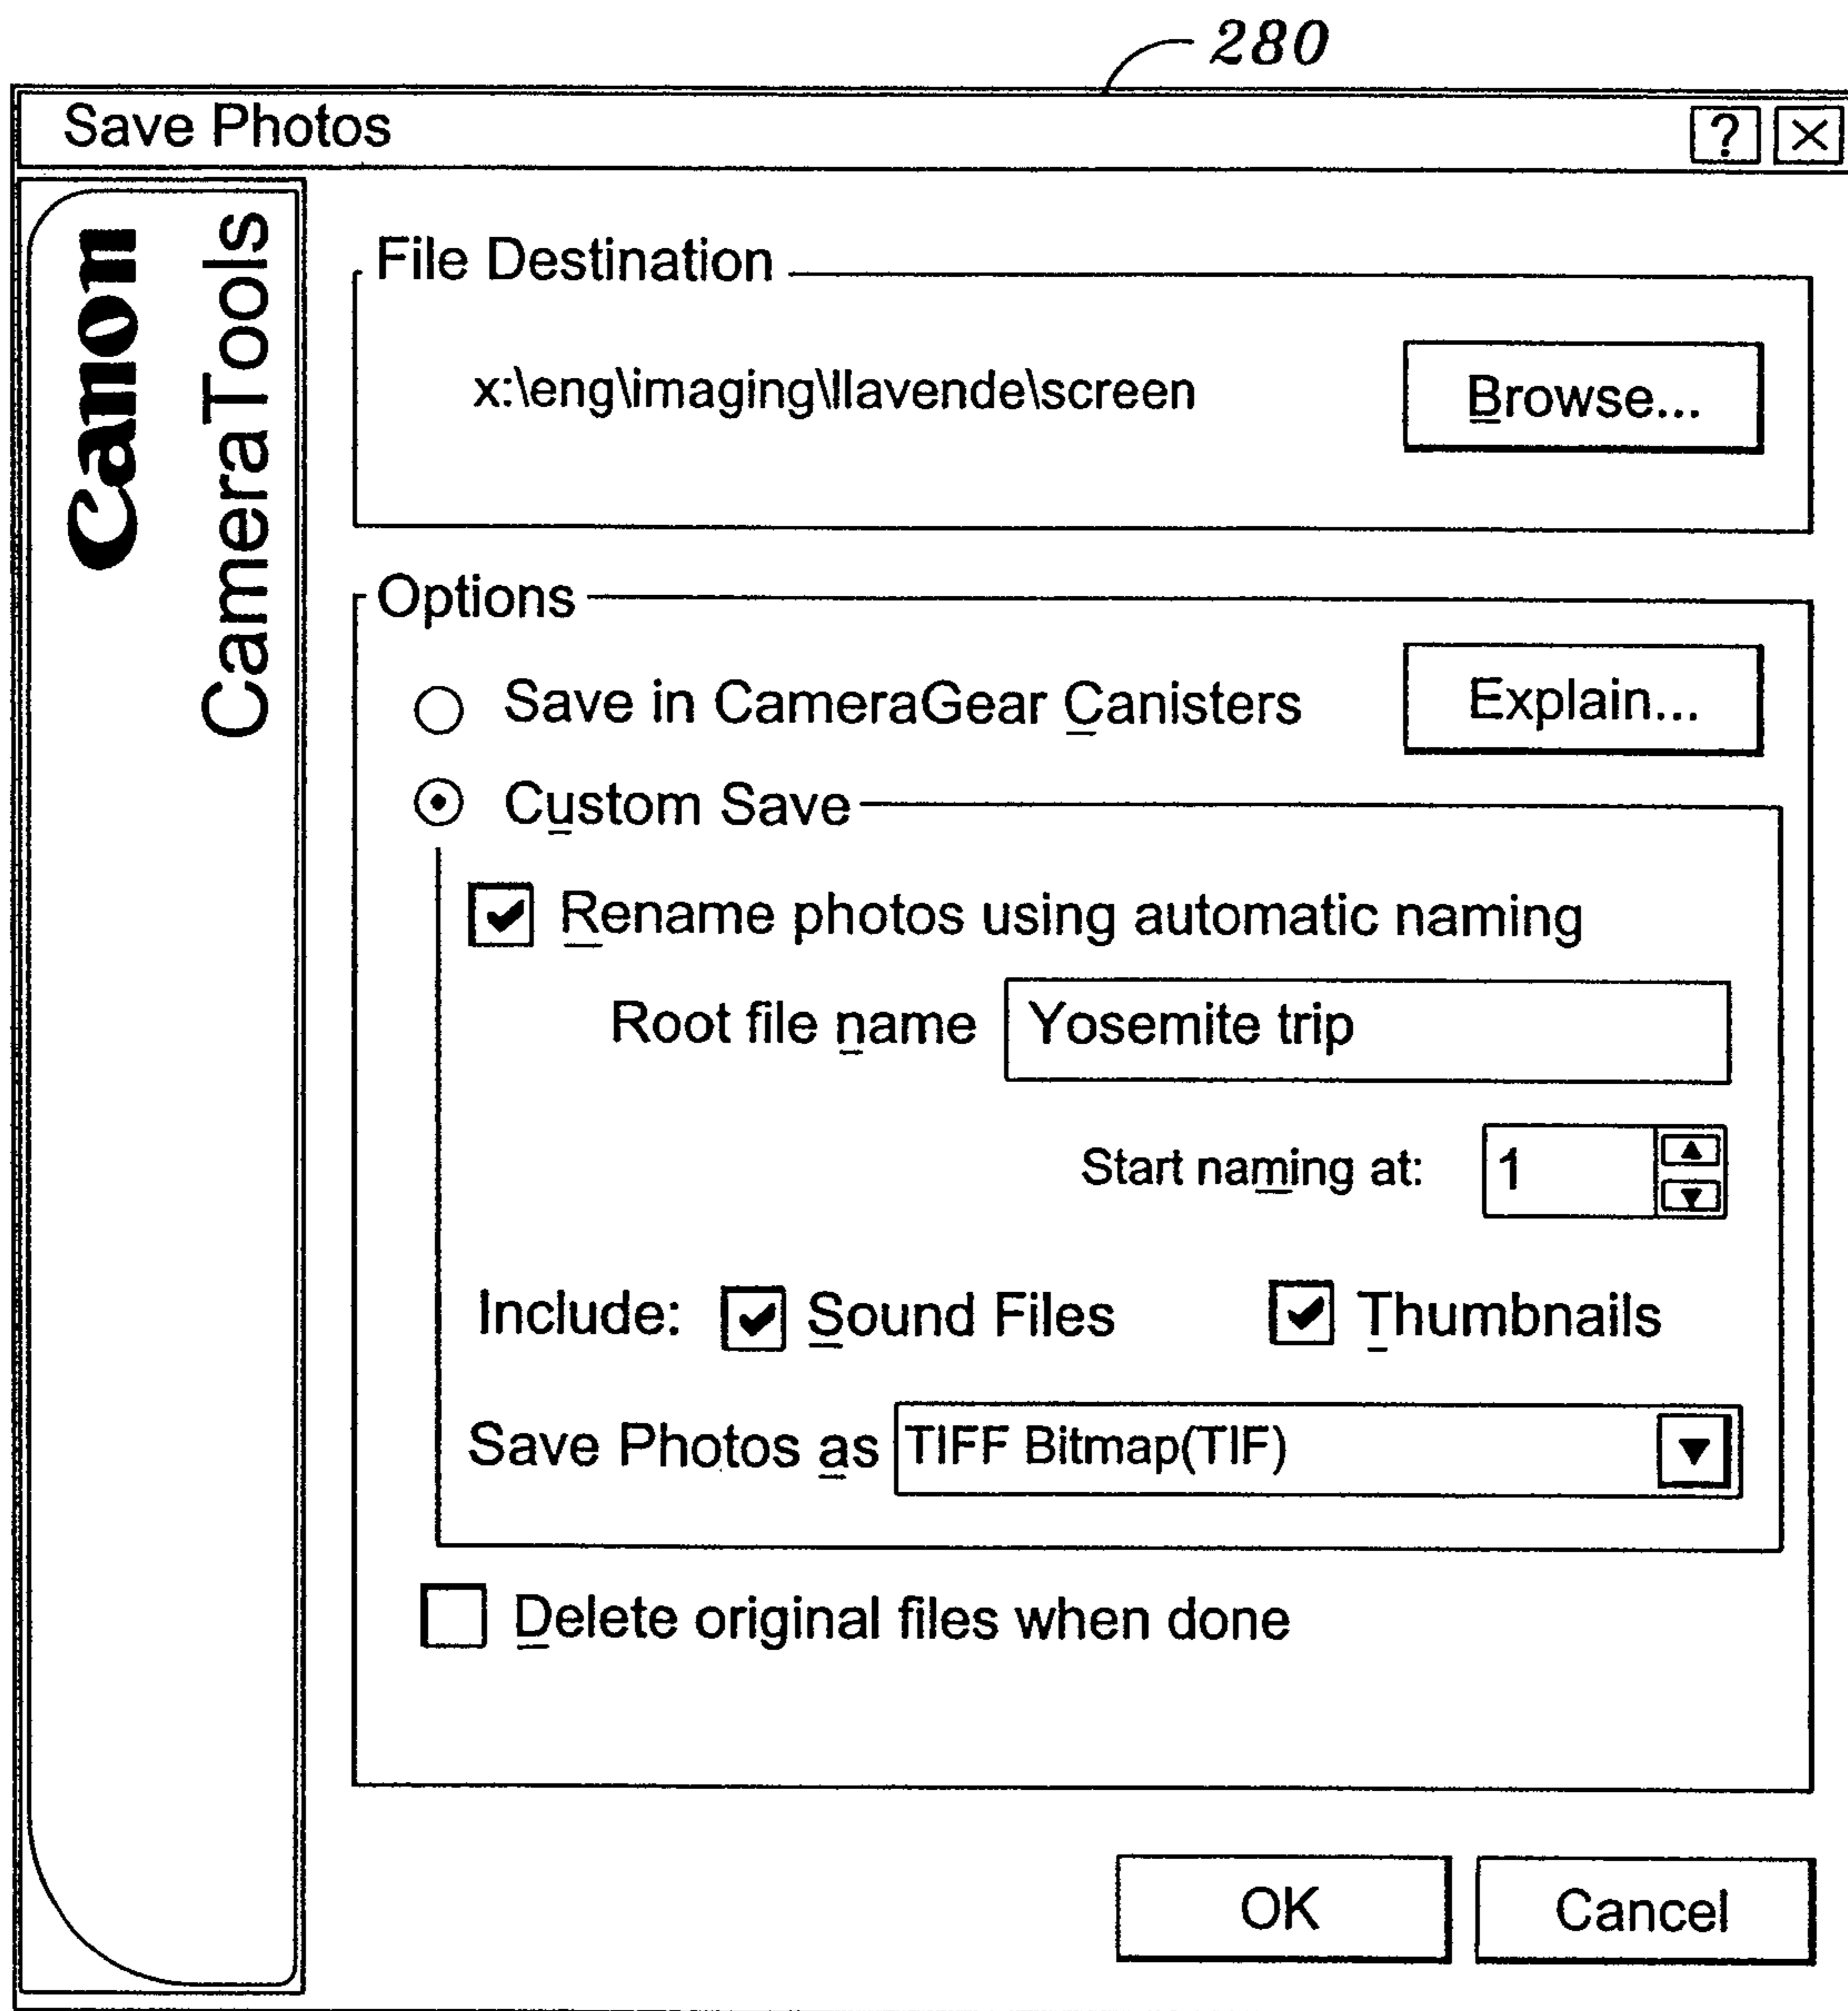 280
Save Photos ?
Canon
CameraTools
File Destination
x:\eng\imaging\llavende\screen
Browse...
Options
Save in CameraGear Canisters
Explain...
Custom Save
Rename photos using automatic naming
Root file name Yosemite trip
Start naming at: 1
Include: Sound Files Thumbnails
Save Photos as TIFF Bitmap(TIF)
Delete original files when done
OK Cancel